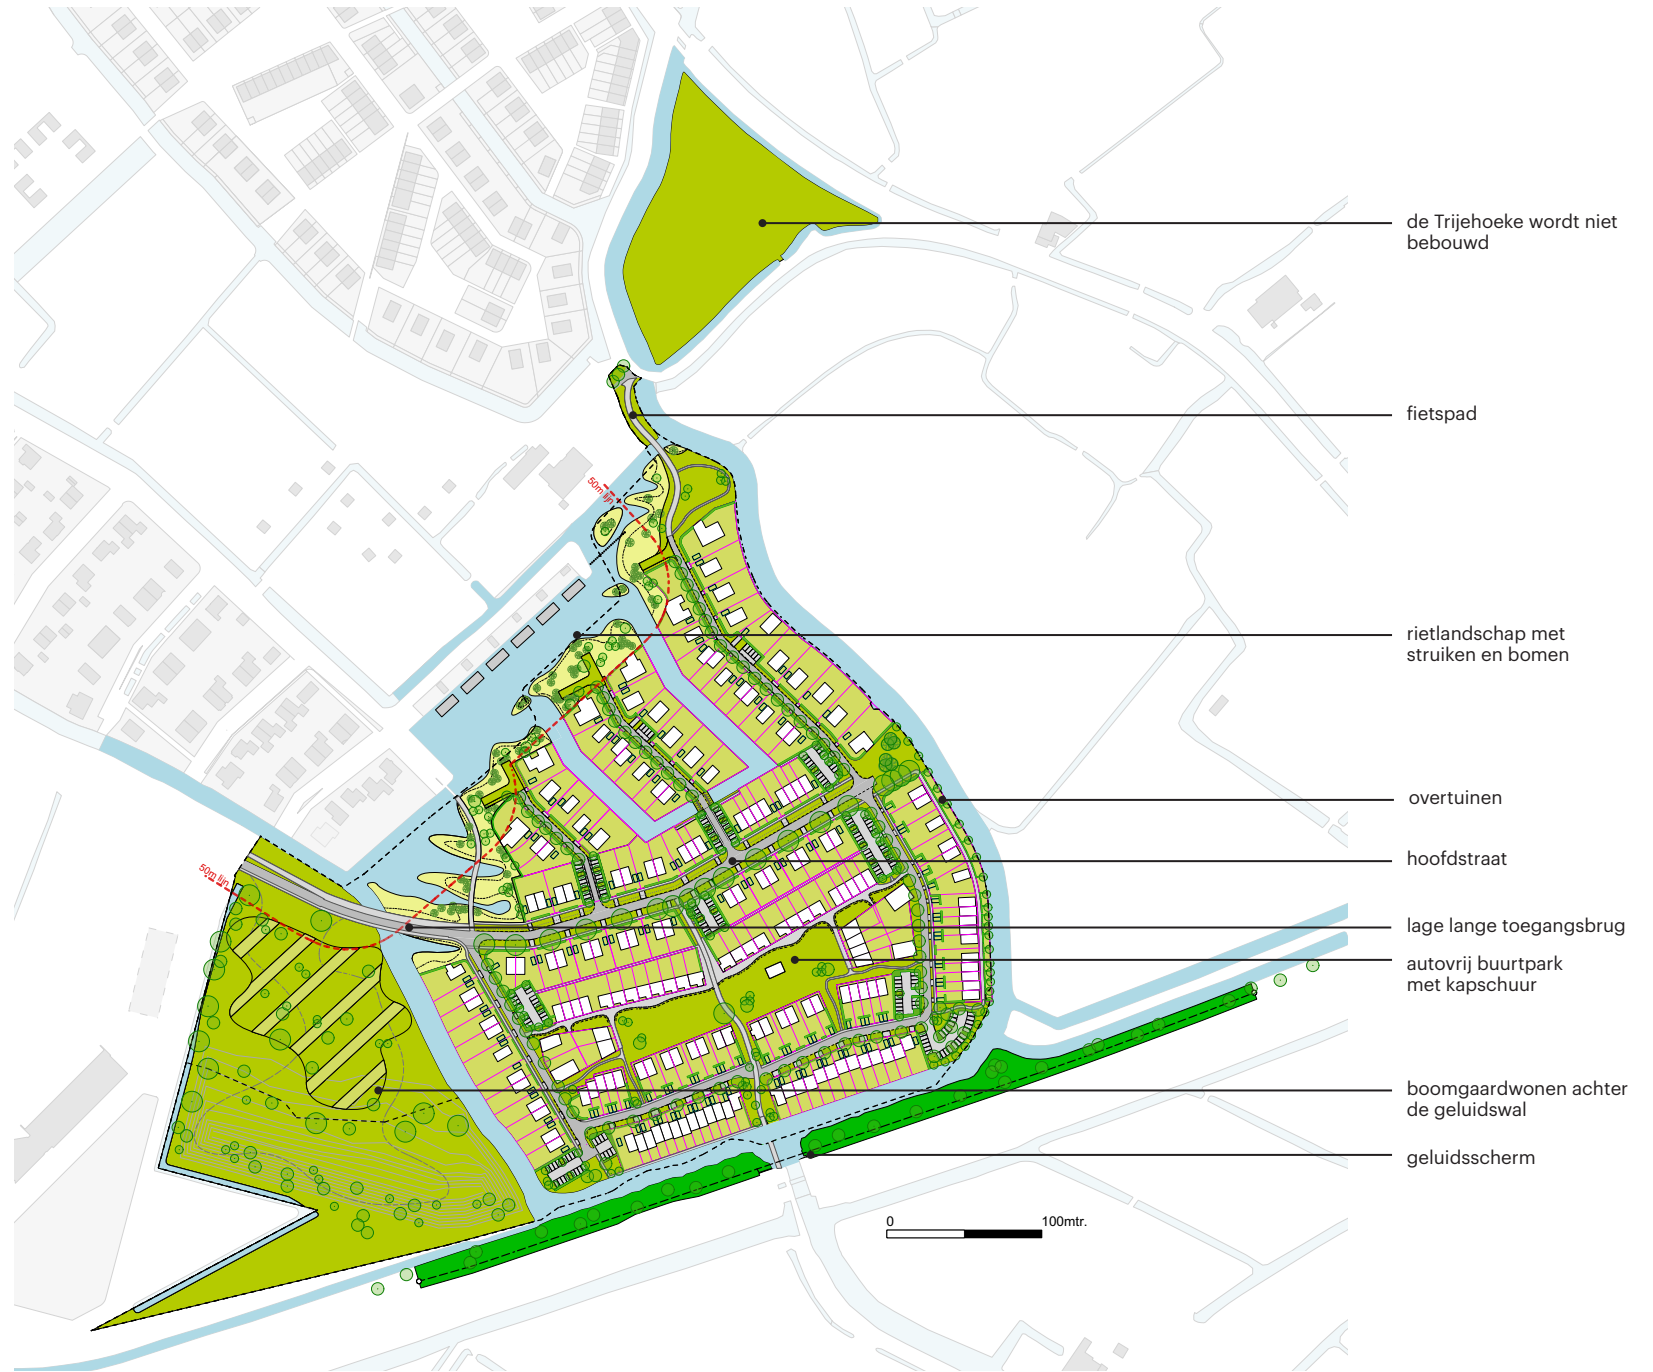 de Trijehoeke wordt niet
bebouwd
fietspad
50m lijn
rietlandschap met
struiken en bomen
overtuinen
hoofdstraat
50m lijn
lage lange toegangsbrug
autovrij buurtpark
met kapschuur
boomgaardwonen achter
de geluidswal
geluidsscherm
0 100mtr.